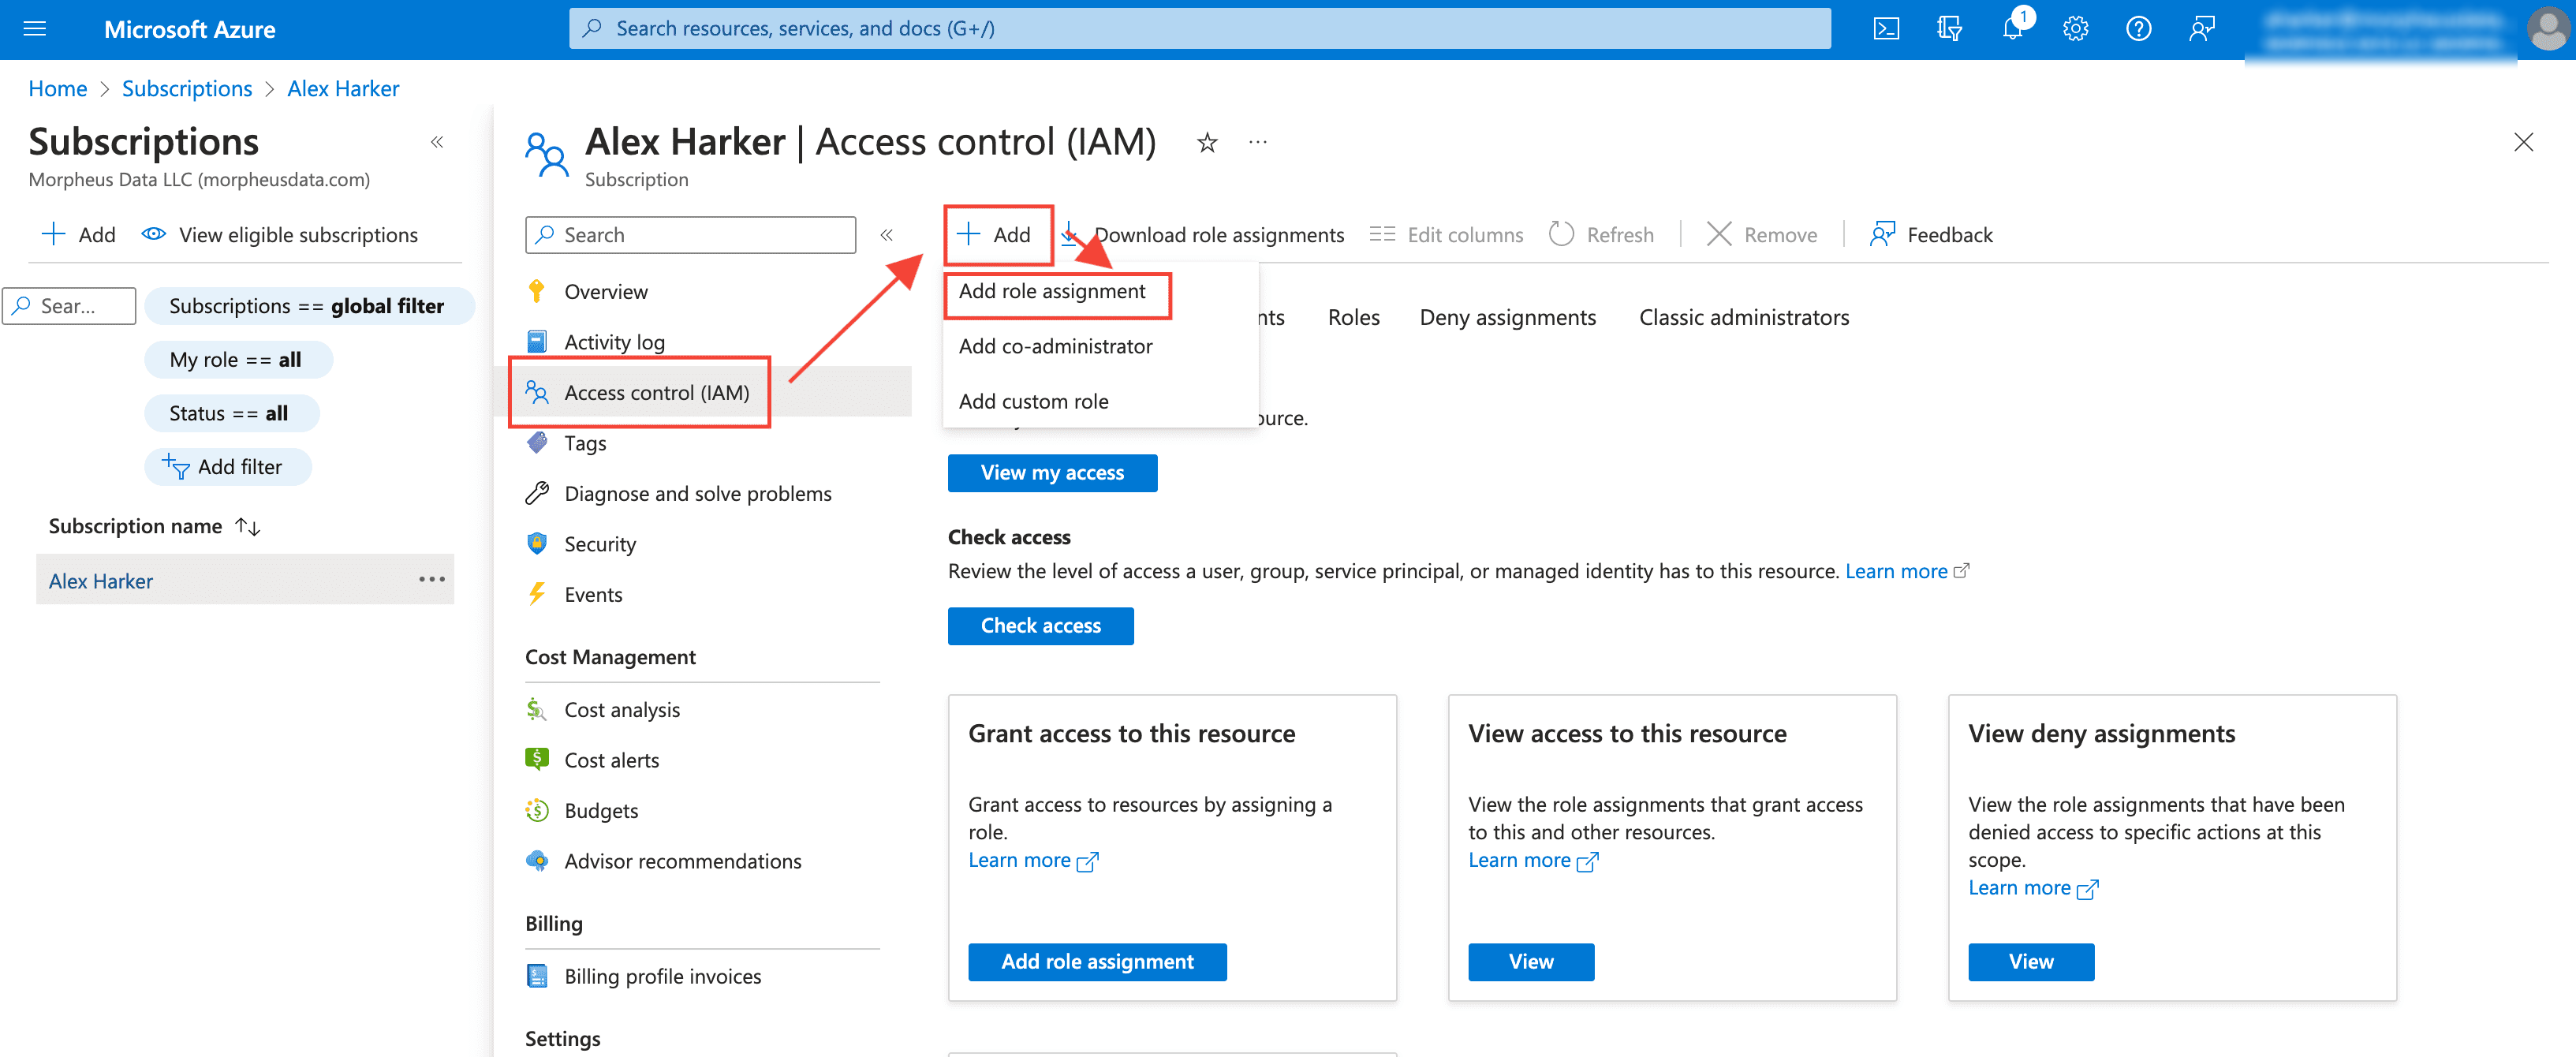 Microsoft Azure
Search resources, services, and docs (G+/)
1
Home > Subscriptions > Alex Harker
Subscriptions
Morpheus Data LLC (morpheusdata.com)
Add
View eligible subscriptions
Sear...
Subscriptions == global filter
My role == all
Status == all
Add filter
Subscription name
Alex Harker
Alex Harker | Access control (IAM)
Subscription
Search
Overview
Activity log
Access control (IAM)
Tags
Diagnose and solve problems
Security
Events
Cost Management
Cost analysis
Cost alerts
Budgets
Advisor recommendations
Billing
Billing profile invoices
Settings
Add
Download role assignments
Edit columns
Refresh
Remove
Feedback
Add role assignment
Add co-administrator
Add custom role
nts
Roles
Deny assignments
Classic administrators
ource.
View my access
Check access
Review the level of access a user, group, service principal, or managed identity has to this resource. Learn more
Check access
Grant access to this resource
Grant access to resources by assigning a
role.
Learn more
Add role assignment
View access to this resource
View the role assignments that grant access
to this and other resources.
Learn more
View
View deny assignments
View the role assignments that have been
denied access to specific actions at this
scope.
Learn more
View